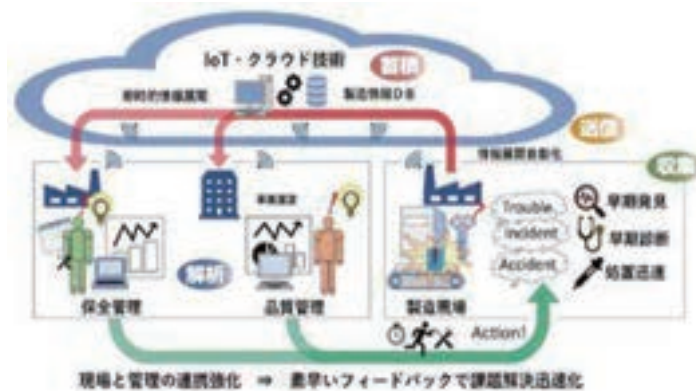 IoT・クラウド技術
蓄積
即時的情報展開
製造情報DB
情報展開自動化
収集
Trouble
Incident
Accident
早期発見
早期診断
処置迅速
解析
保全管理
品質管理
製造現場
Action!
現場と管理の連携強化 ⇒ 素早いフィードバックで課題解決迅速化